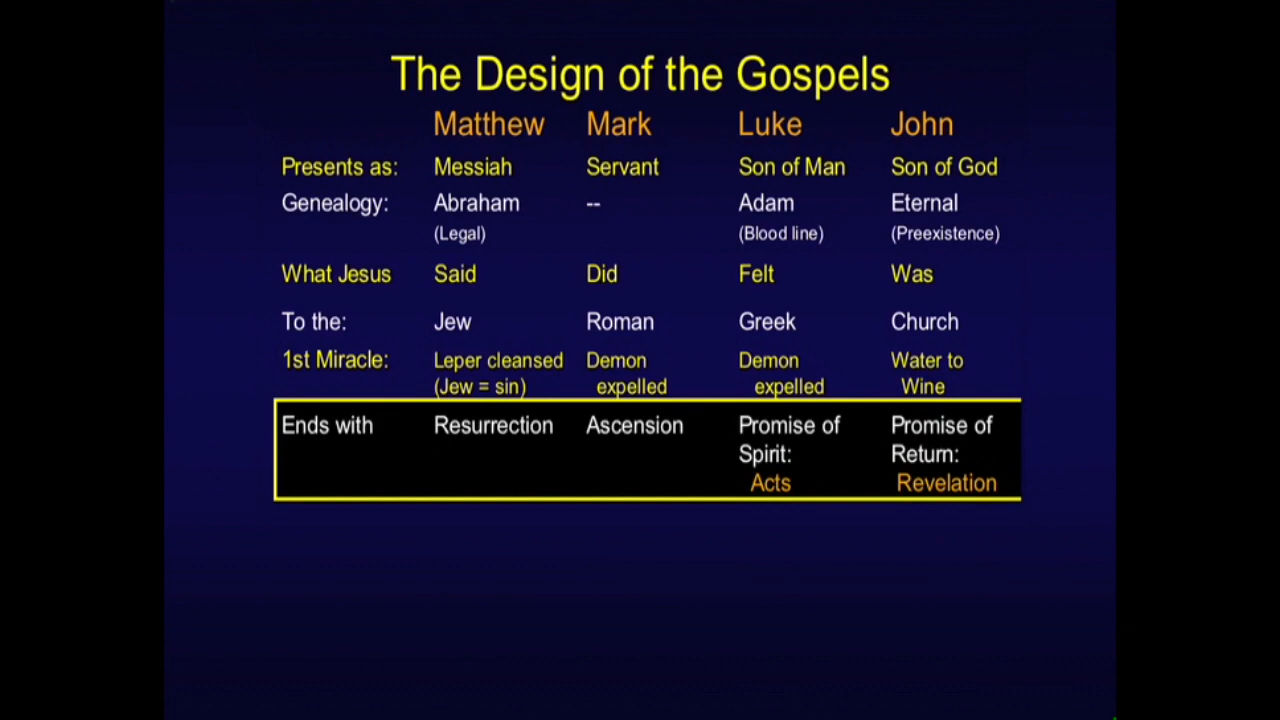 The Design of the Gospels
Matthew Mark Luke John
Presents as: Messiah Servant Son of Man Son of God
Genealogy: Abraham -- Adam Eternal
(Legal) (Blood line) (Preexistence)
What Jesus Said Did Felt Was
To the: Jew Roman Greek Church
1st Miracle: Leper cleansed Demon Demon Water to
(Jew = sin) expelled expelled Wine
Ends with Resurrection Ascension Promise of Promise of
Spirit: Return:
Acts Revelation